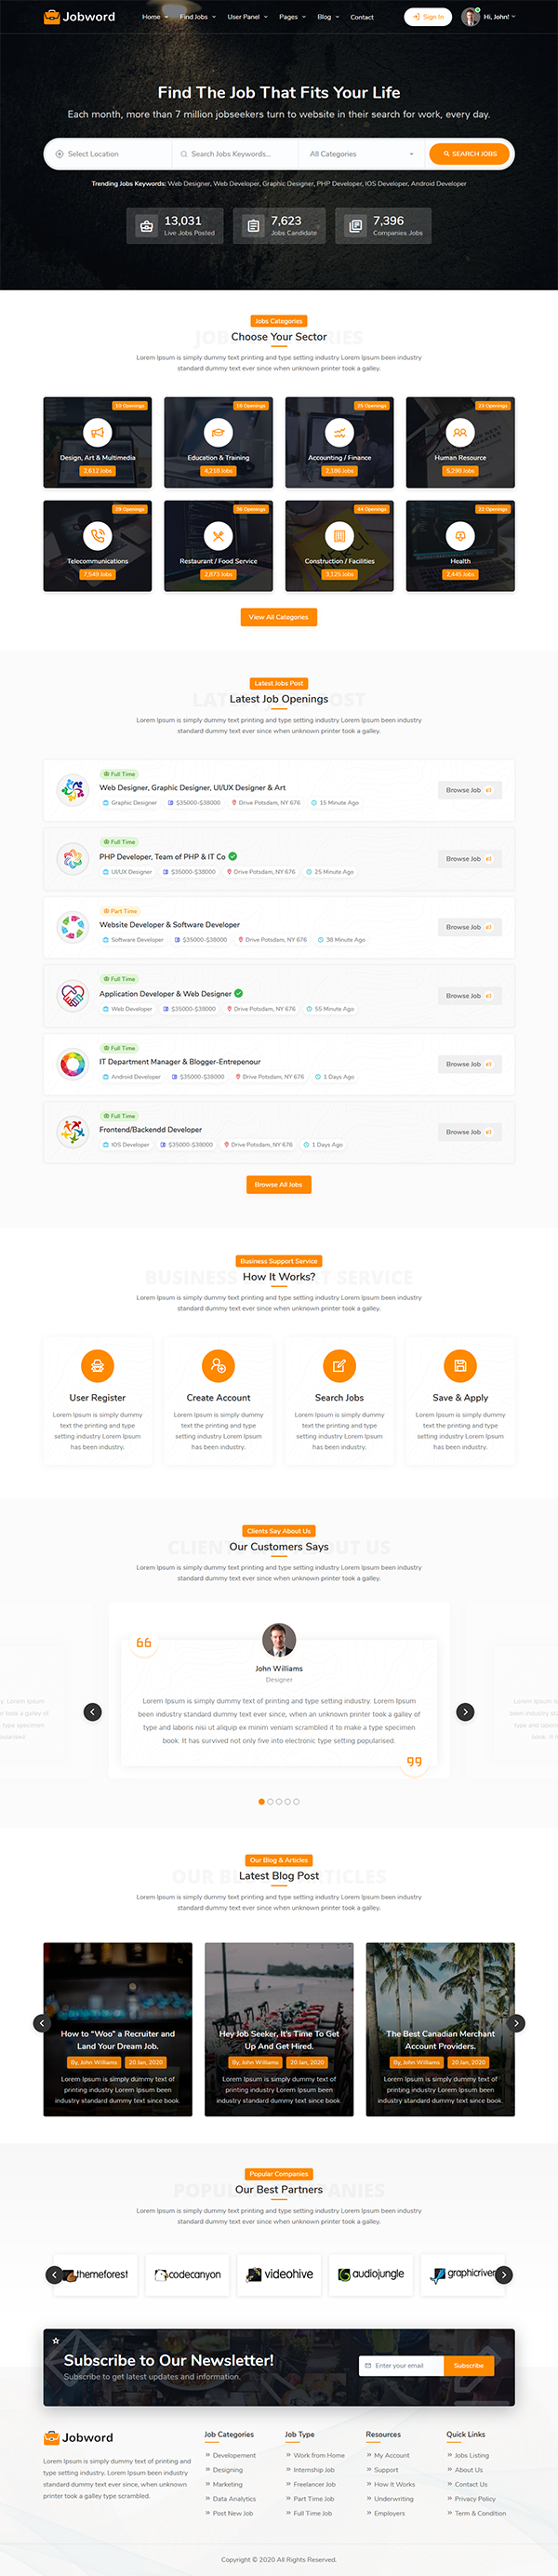 Jobword
Home Find Jobs User Panel Pages Blog Contact Sign In Hi, John!
Find The Job That Fits Your Life
Each month, more than 7 million jobseekers turn to website in their search for work, every day.
Select Location Search Jobs Keywords... All Categories SEARCH JOBS
Trending Jobs Keywords: Web Designer, Web Developer, Graphic Designer, PHP Developer, IOS Developer, Android Developer
13,031 7,623 7,396
Live Jobs Posted Jobs Candidate Companies Jobs
Jobs Categories
Choose Your Sector
Lorem Ipsum is simply dummy text printing and type setting industry Lorem Ipsum been industry
standard dummy text ever since when unknown printer took a galley.
10 Openings 18 Openings 25 Openings 23 Openings
Design, Art & Multimedia Education & Training Accounting / Finance Human Resource
2,612 Jobs 4,218 Jobs 2,186 Jobs 5,298 Jobs
20 Openings 36 Openings 44 Openings 22 Openings
Telecommunications Restaurant / Food Service Construction / Facilities Health
7,549 Jobs 2,873 Jobs 3,125 Jobs 2,445 Jobs
View All Categories
Latest Jobs Post
Latest Job Openings
Lorem Ipsum is simply dummy text printing and type setting industry Lorem Ipsum been industry
standard dummy text ever since when unknown printer took a galley.
Full Time
Web Designer, Graphic Designer, UI/UX Designer & Art
Graphic Designer $35000-$38000 Drive Potsdam, NY 676 15 Minute Ago
Browse Job
Full Time
PHP Developer, Team of PHP & IT Co
UI/UX Designer $35000-$38000 Drive Potsdam, NY 676 25 Minute Ago
Browse Job
Part Time
Website Developer & Software Developer
Software Developer $35000-$38000 Drive Potsdam, NY 676 38 Minute Ago
Browse Job
Full Time
Application Developer & Web Designer
Web Developer $35000-$38000 Drive Potsdam, NY 676 55 Minute Ago
Browse Job
Full Time
IT Department Manager & Blogger-Entrepenour
Android Developer $35000-$38000 Drive Potsdam, NY 676 1 Days Ago
Browse Job
Full Time
Frontend/Backendd Developer
IOS Developer $35000-$38000 Drive Potsdam, NY 676 1 Days Ago
Browse Job
Browse All Jobs
Business Support Service
How It Works?
Lorem Ipsum is simply dummy text printing and type setting industry Lorem Ipsum been industry
standard dummy text ever since when unknown printer took a galley.
User Register
Lorem Ipsum is simply dummy
text the printing and type
setting industry Lorem Ipsum
has been industry.
Create Account
Lorem Ipsum is simply dummy
text the printing and type
setting industry Lorem Ipsum
has been industry.
Search Jobs
Lorem Ipsum is simply dummy
text the printing and type
setting industry Lorem Ipsum
has been industry.
Save & Apply
Lorem Ipsum is simply dummy
text the printing and type
setting industry Lorem Ipsum
has been industry.
Clients Say About Us
Our Customers Says
Lorem Ipsum is simply dummy text printing and type setting industry Lorem Ipsum been industry
standard dummy text ever since when unknown printer took a galley.
John Williams
Designer
Lorem Ipsum is simply dummy text of printing and type setting industry. Lorem Ipsum been
industry standard dummy text ever since, when an unknown printer took a galley of
type and laboris nisi ut aliquip ex minim veniam scrambled it to make a type specimen
book. It has survived not only five into electronic type setting popularised.
Our Blog & Articles
Latest Blog Post
Lorem Ipsum is simply dummy text printing and type setting industry Lorem Ipsum been industry
standard dummy text ever since when unknown printer took a galley.
How to "Woo" a Recruiter and
Land Your Dream Job.
By, John Williams 20 Jan, 2020
Lorem Ipsum is simply dummy text of
printing industry Lorem Ipsum been
industry standard dummy text since book.
Hey Job Seeker, It's Time To Get
Up And Get Hired.
By, John Williams 20 Jan, 2020
Lorem Ipsum is simply dummy text of
printing industry Lorem Ipsum been
industry standard dummy text since book.
The Best Canadian Merchant
Account Providers.
By, John Williams 20 Jan, 2020
Lorem Ipsum is simply dummy text of
printing industry Lorem Ipsum been
industry standard dummy text since book.
Popular Companies
Our Best Partners
Lorem Ipsum is simply dummy text printing and type setting industry Lorem Ipsum been industry
standard dummy text ever since when unknown printer took a galley.
themeforest codecanyon videohive audiojungle graphicriver
Subscribe to Our Newsletter!
Subscribe to get latest updates and information.
Enter your email Subscribe
Jobword
Lorem Ipsum is simply dummy text of printing and
type setting industry. Lorem Ipsum been industry
standard dummy text ever since, when unknown
printer took a galley type scrambled.
Job Categories
Developement
Designing
Marketing
Data Analytics
Post New Job
Job Type
Work from Home
Internship Job
Freelancer Job
Part Time Job
Full Time Job
Resources
My Account
Support
How It Works
Underwriting
Employers
Quick Links
Jobs Listing
About Us
Contact Us
Privacy Policy
Term & Condition
Copyright © 2020 All Rights Reserved.